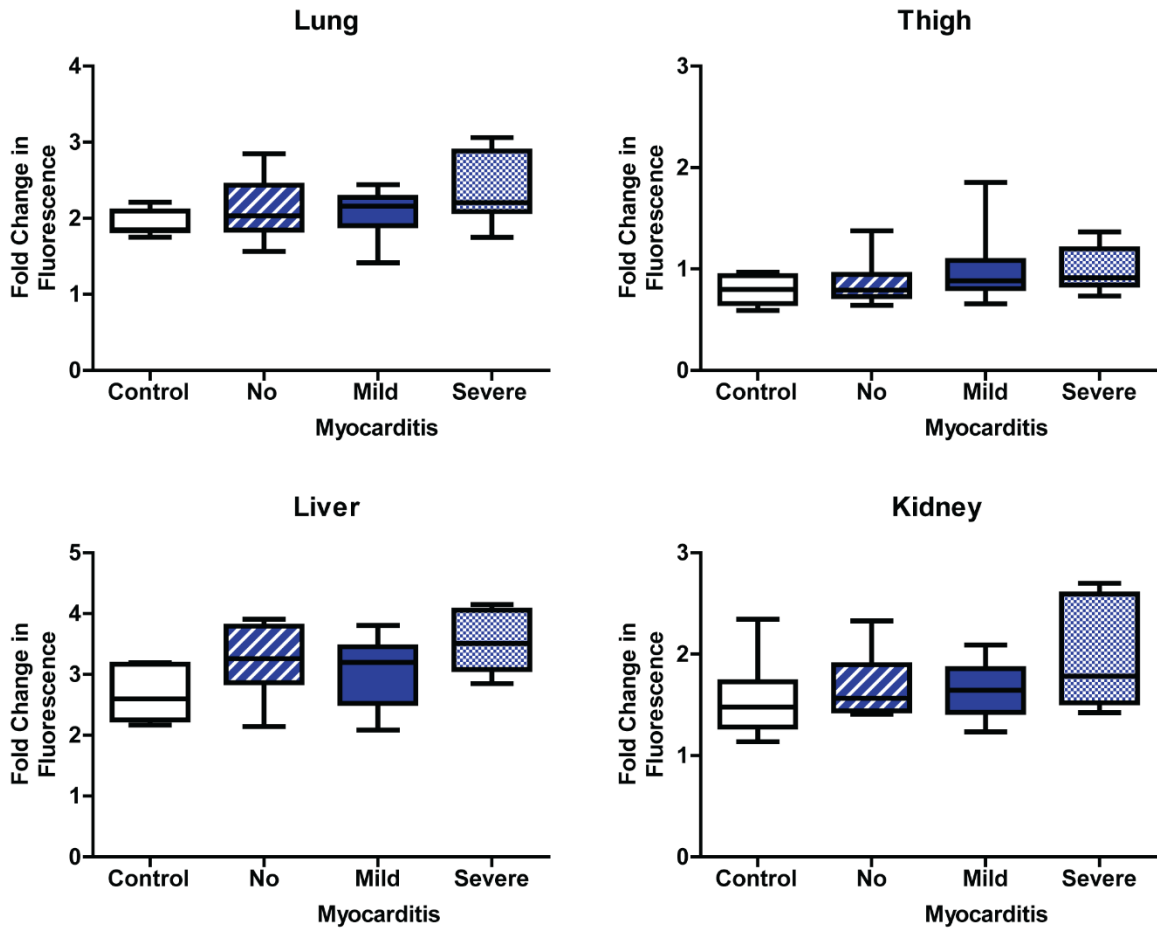 Lung
Fold Change in
Fluorescence
4
3
2
1
0
Control No Mild Severe
Myocarditis
Thigh
Fold Change in
Fluorescence
3
2
1
0
Control No Mild Severe
Myocarditis
Liver
Fold Change in
Fluorescence
5
4
3
2
1
0
Control No Mild Severe
Myocarditis
Kidney
Fold Change in
Fluorescence
3
2
1
0
Control No Mild Severe
Myocarditis